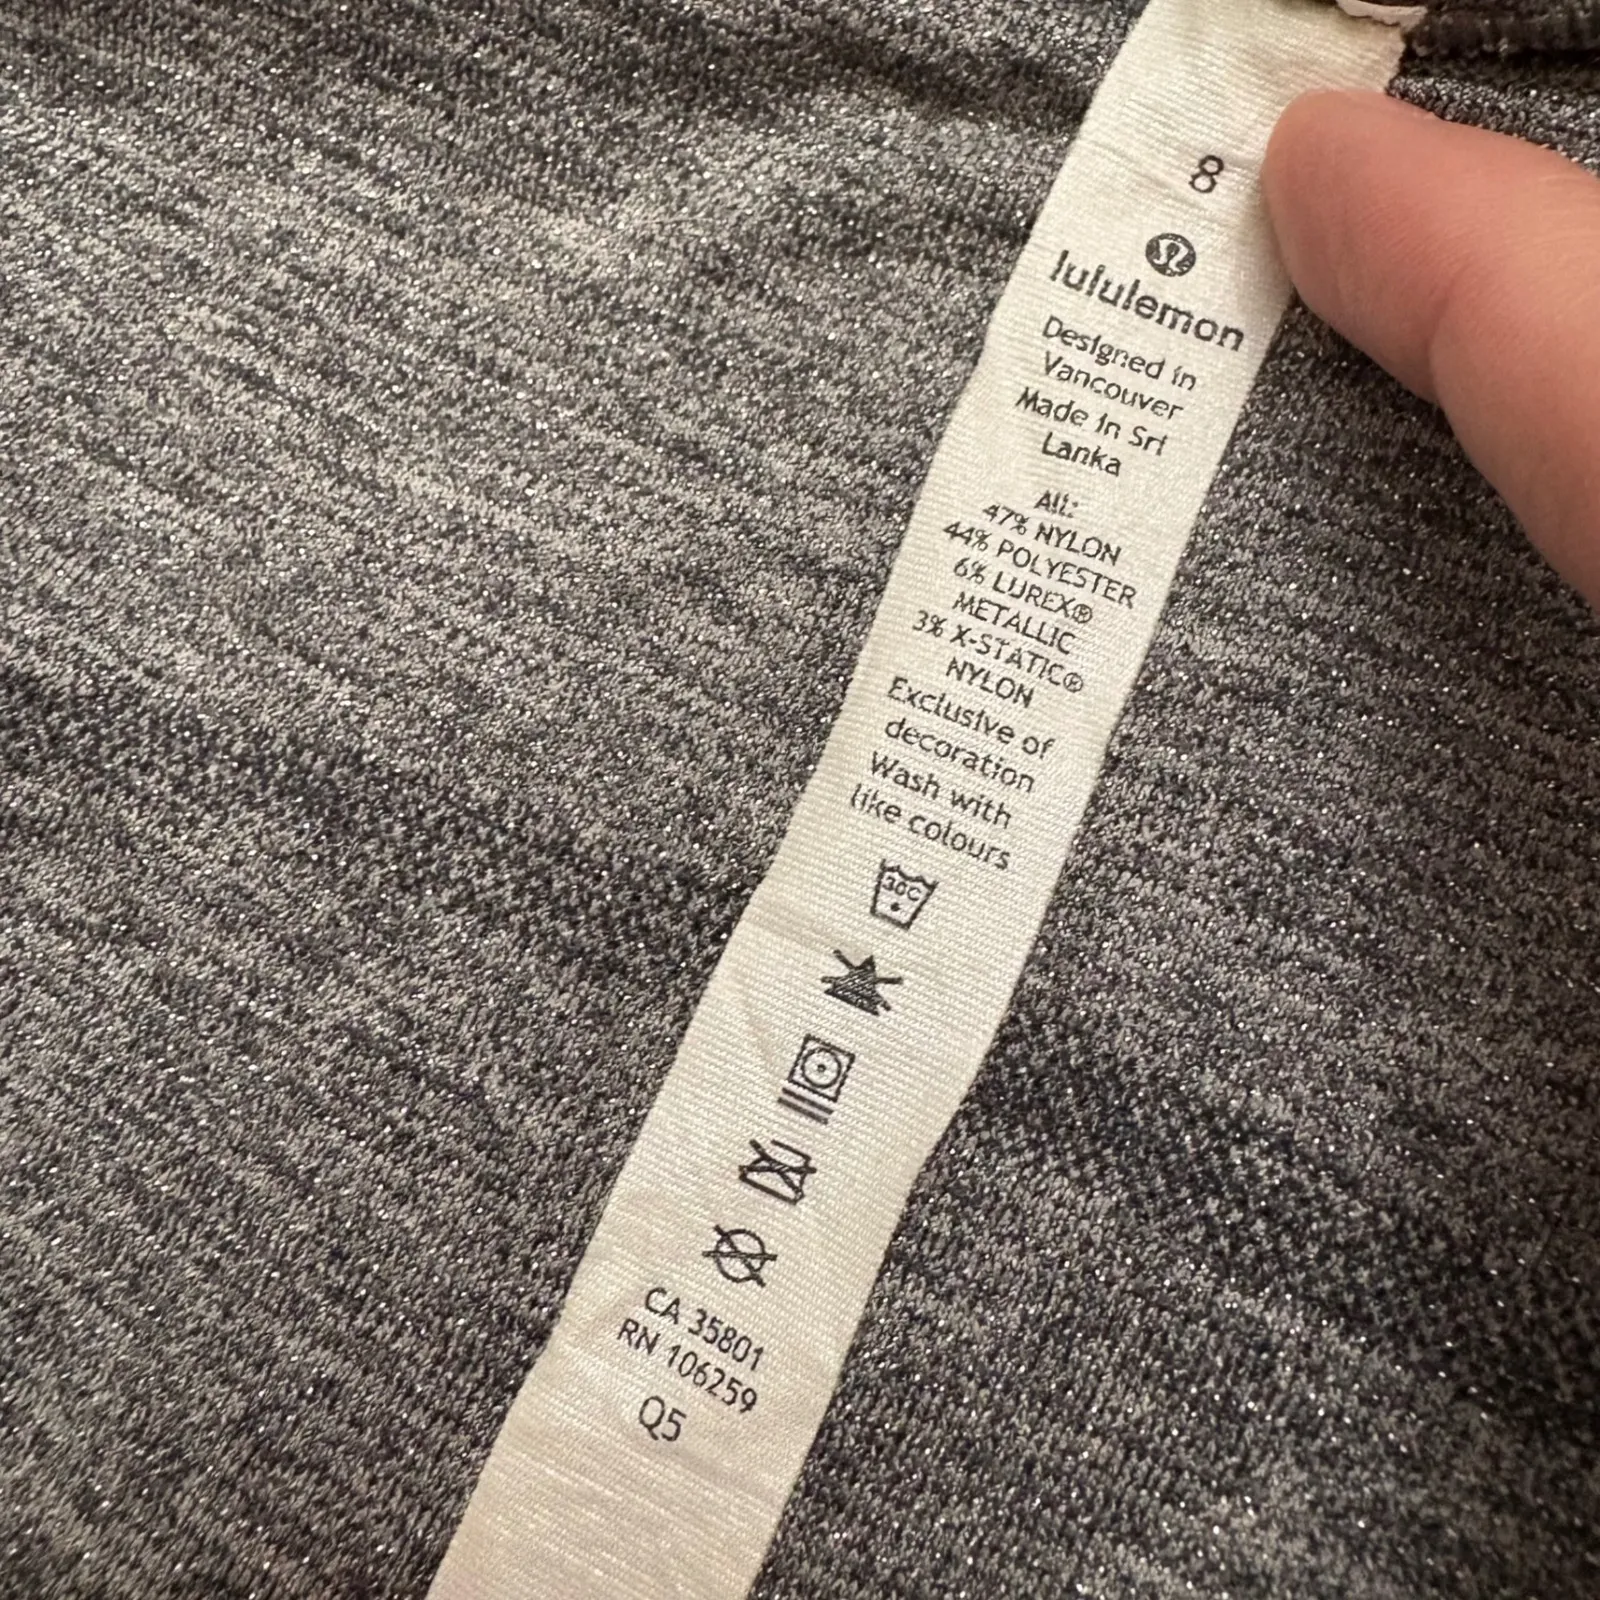 8
lululemon
Designed in
Vancouver
Made in Sri
Lanka
All:
47% NYLON
44% POLYESTER
6% LUREX®
METALLIC
3% X-STATIC®
NYLON
Exclusive of
decoration
Wash with
like colours
30C
CA 35801
RN 106259
Q5